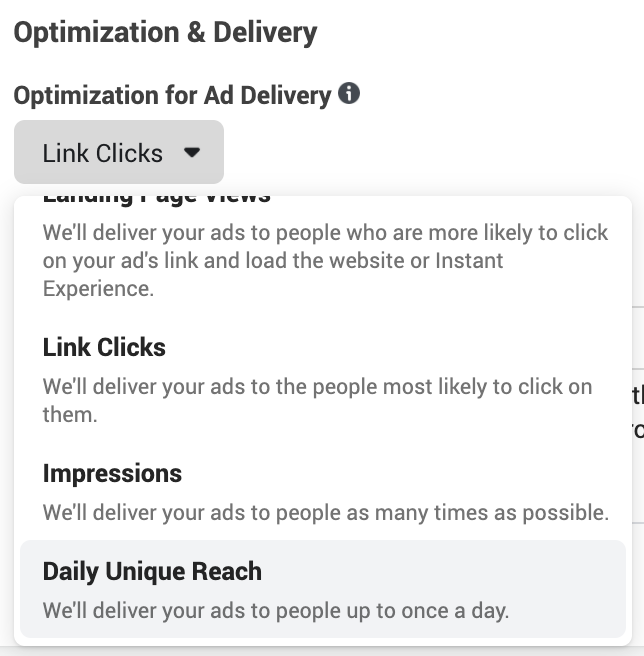 Optimization & Delivery
Optimization for Ad Delivery
Link Clicks
Landing Page Views
We'll deliver your ads to people who are more likely to click
on your ad's link and load the website or Instant
Experience.
Link Clicks
We'll deliver your ads to the people most likely to click on
them.
Impressions
We'll deliver your ads to people as many times as possible.
Daily Unique Reach
We'll deliver your ads to people up to once a day.